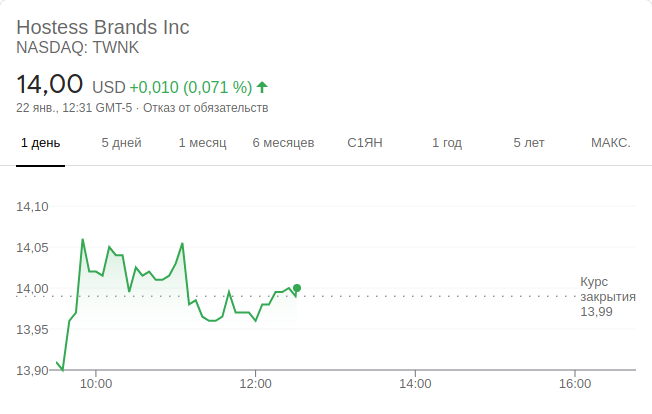 Hostess Brands Inc
NASDAQ: TWNK
14,00 USD +0,010 (0,071 %)
22 янв., 12:31 GMT-5 · Отказ от обязательств
1 день 5 дней 1 месяц 6 месяцев С1ЯН 1 год 5 лет МАКС.
14,10
14,05
14,00
13,95
13,90
Курс
закрытия
13,99
10:00 12:00 14:00 16:00